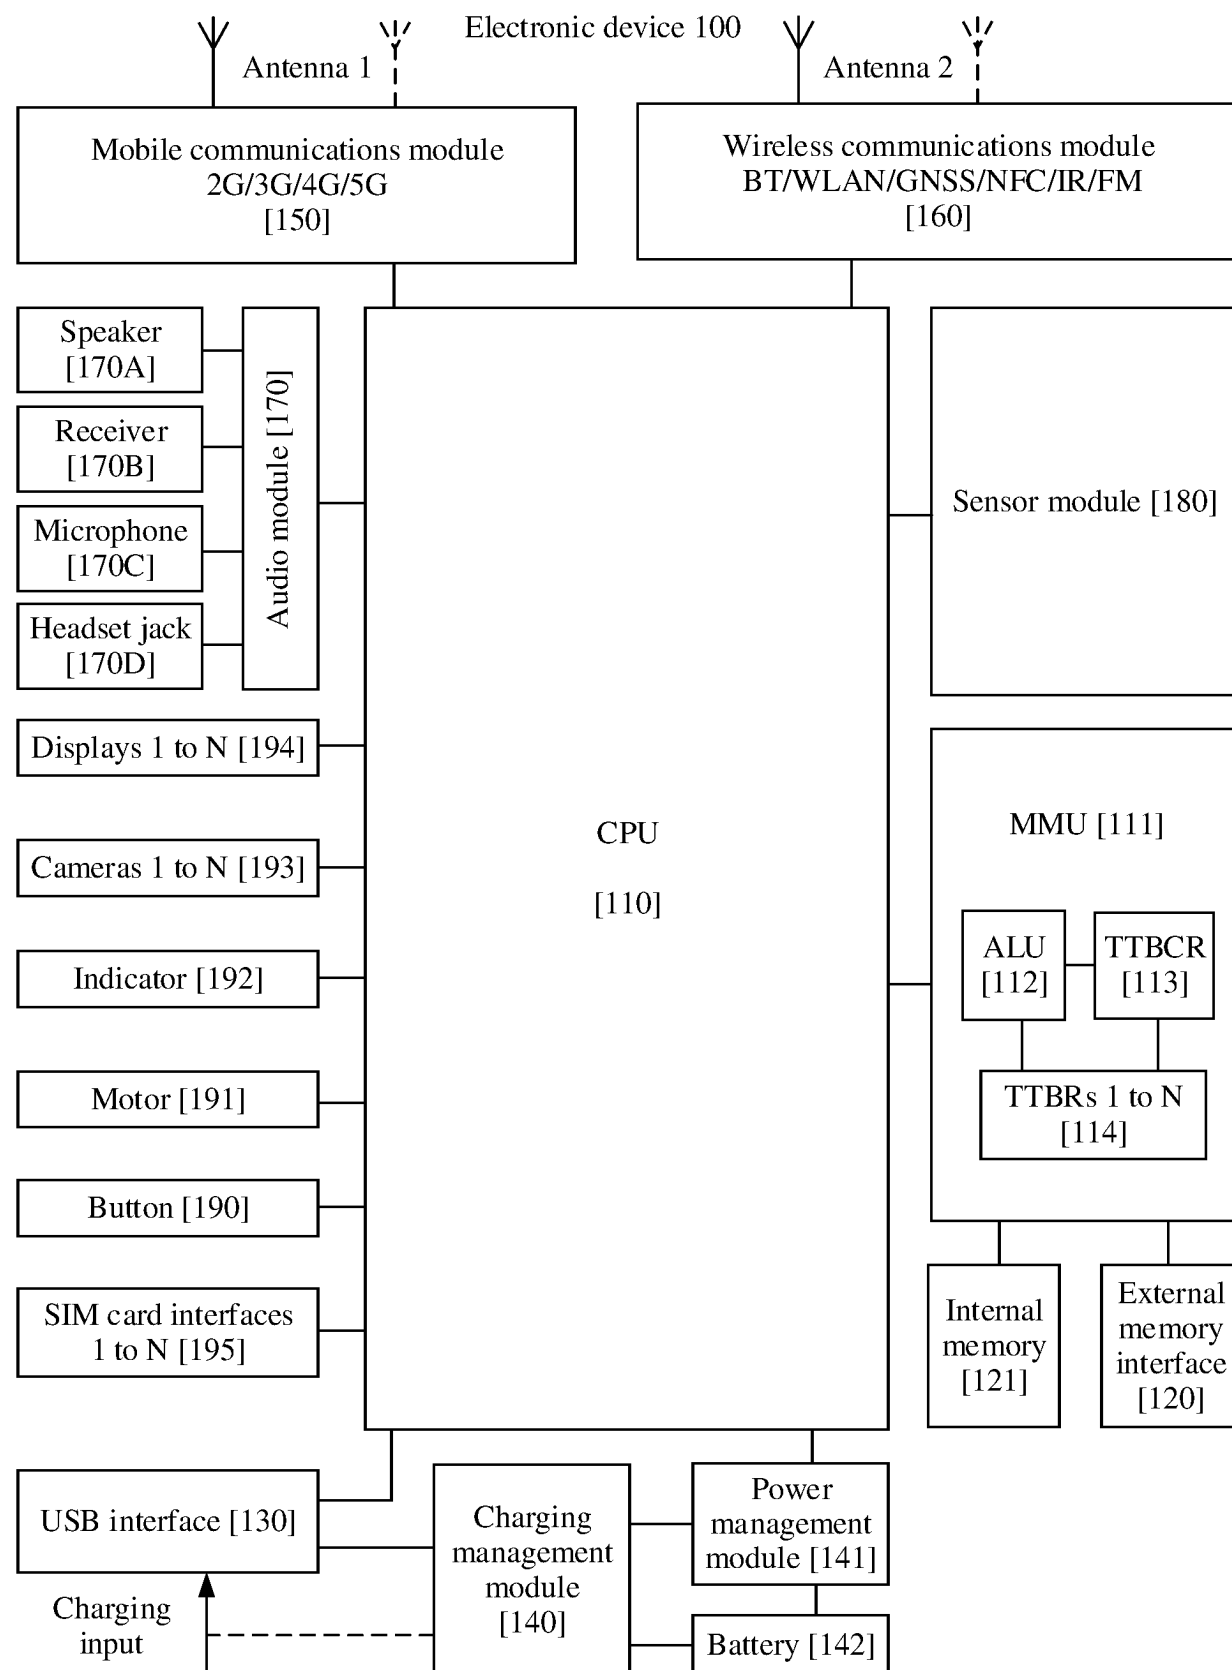 Electronic device 100
Antenna 1
Antenna 2
Mobile communications module
2G/3G/4G/5G
[150]
Wireless communications module
BT/WLAN/GNSS/NFC/IR/FM
[160]
Speaker
[170A]
Receiver
[170B]
Microphone
[170C]
Headset jack
[170D]
Audio module [170]
Sensor module [180]
Displays 1 to N [194]
Cameras 1 to N [193]
Indicator [192]
Motor [191]
Button [190]
SIM card interfaces
1 to N [195]
CPU
[110]
MMU [111]
ALU
[112]
TTBCR
[113]
TTBRs 1 to N
[114]
Internal
memory
[121]
External
memory
interface
[120]
USB interface [130]
Charging
management
module
[140]
Power
management
module [141]
Battery [142]
Charging
input